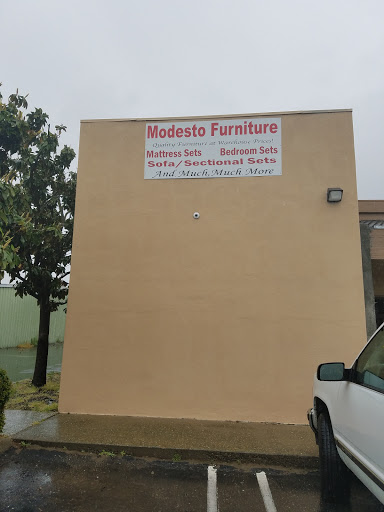 Modesto Furniture
Quality Furniture at Warehouse Prices!
Mattress Sets Bedroom Sets
Sofa/Sectional Sets
And Much, Much More